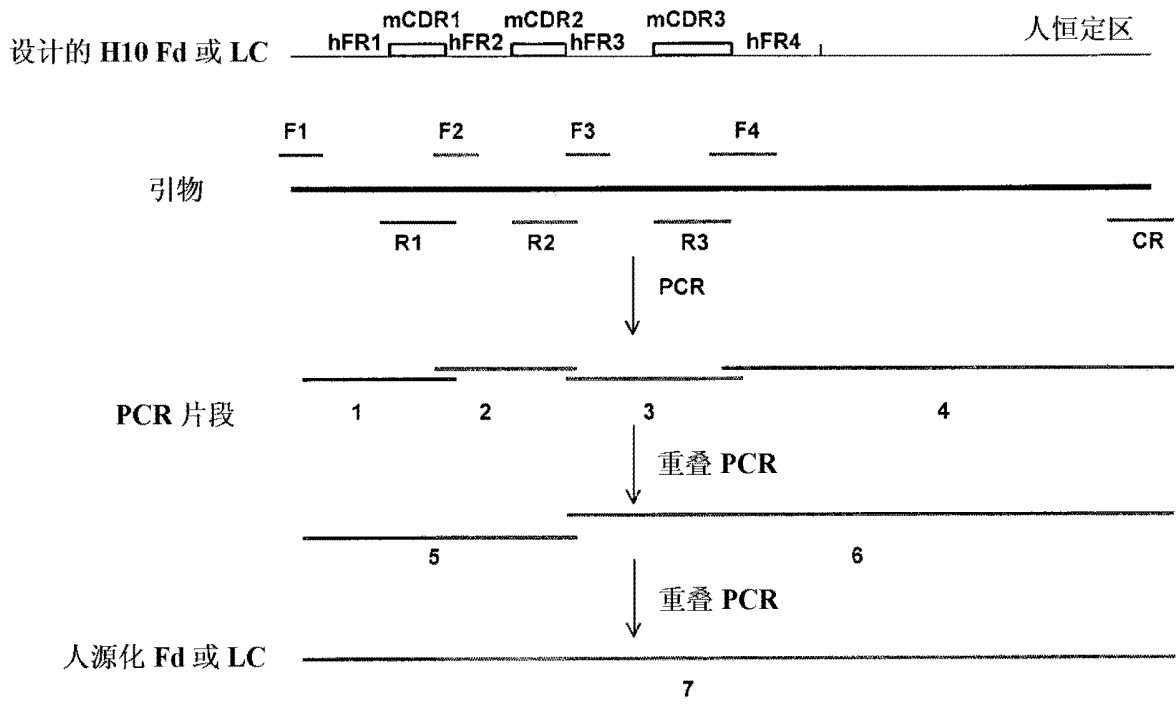 mCDR1 mCDR2 mCDR3
设计的 H10 Fd 或 LC hFR1 hFR2 hFR3 hFR4 人恒定区
F1 F2 F3 F4
引物
R1 R2 R3 CR
PCR
PCR 片段 1 2 3 4
重叠 PCR
5 6
重叠 PCR
人源化 Fd 或 LC
7